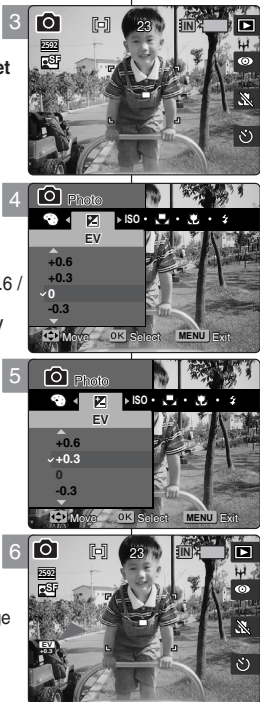 3
23
IN
2592
SF
et
4
Photo
ISO
EV
+0.6
+0.3
0
-0.3
.6 /
Move OK Select MENU Exit
5
Photo
ISO
EV
+0.6
+0.3
0
-0.3
Move OK Select MENU Exit
6
23
IN
2592
SF
ge
EV
+0.3